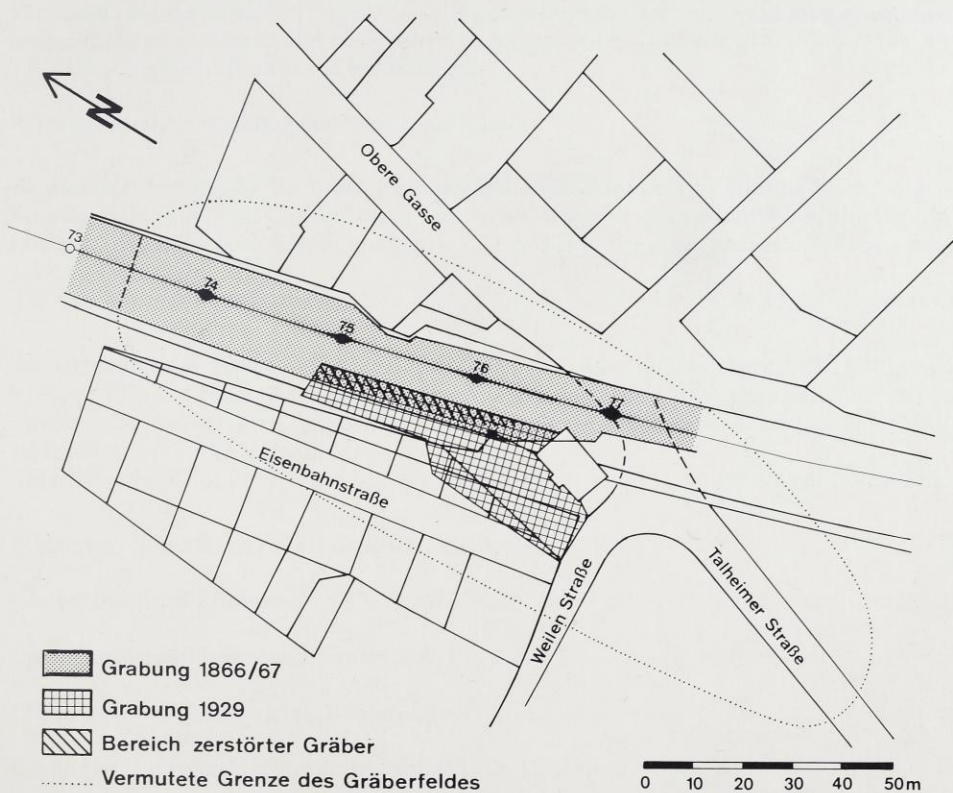 N
Obere Gasse
73
74
75
76
77
Eisenbahnstraße
Weilen Straße
Talheimer Straße
Grabung 1866/67
Grabung 1929
Bereich zerstörter Gräber
Vermutete Grenze des Gräberfeldes
0 10 20 30 40 50m